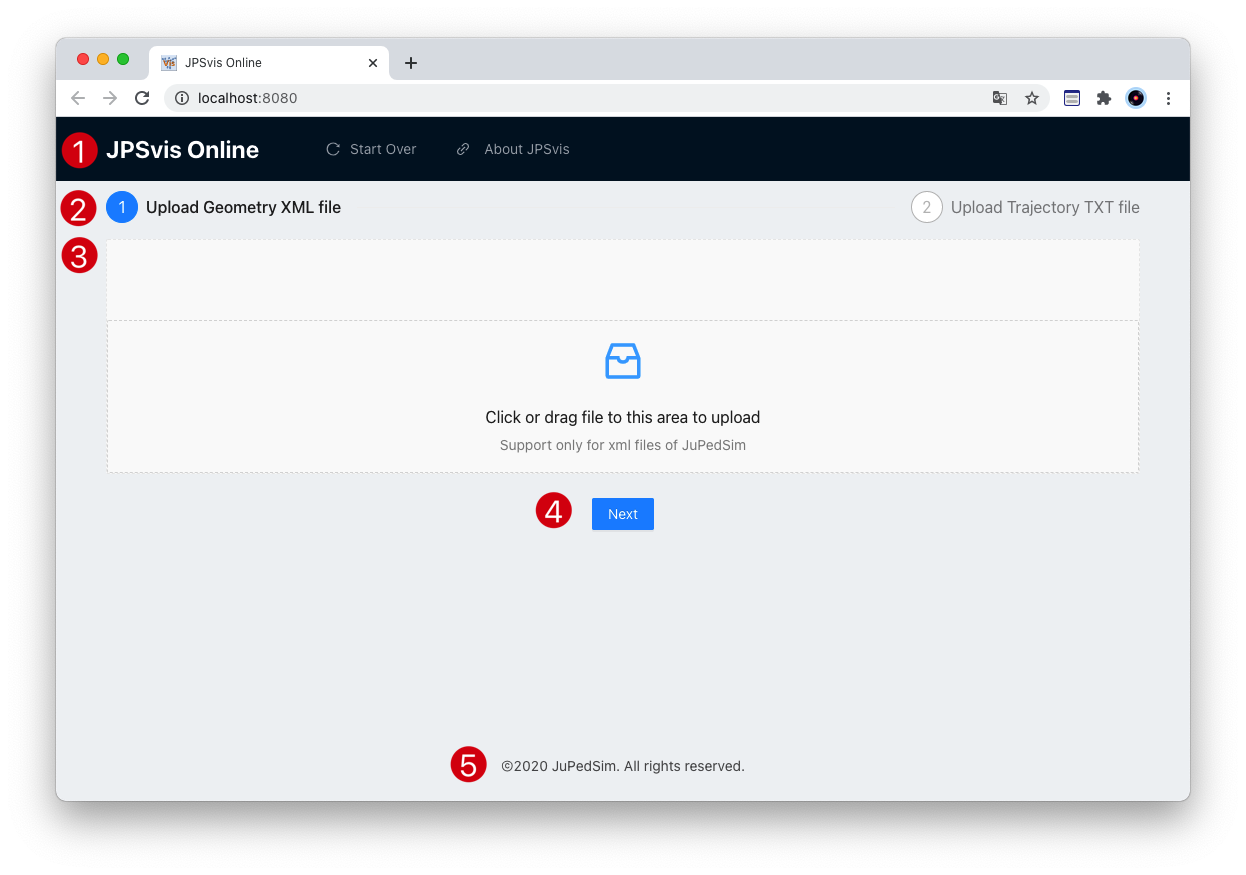 JPSvis Online
localhost:8080
1 JPSvis Online Start Over About JPSvis
2 1 Upload Geometry XML file 2 Upload Trajectory TXT file
3
Click or drag file to this area to upload
Support only for xml files of JuPedSim
4 Next
5 ©2020 JuPedSim. All rights reserved.